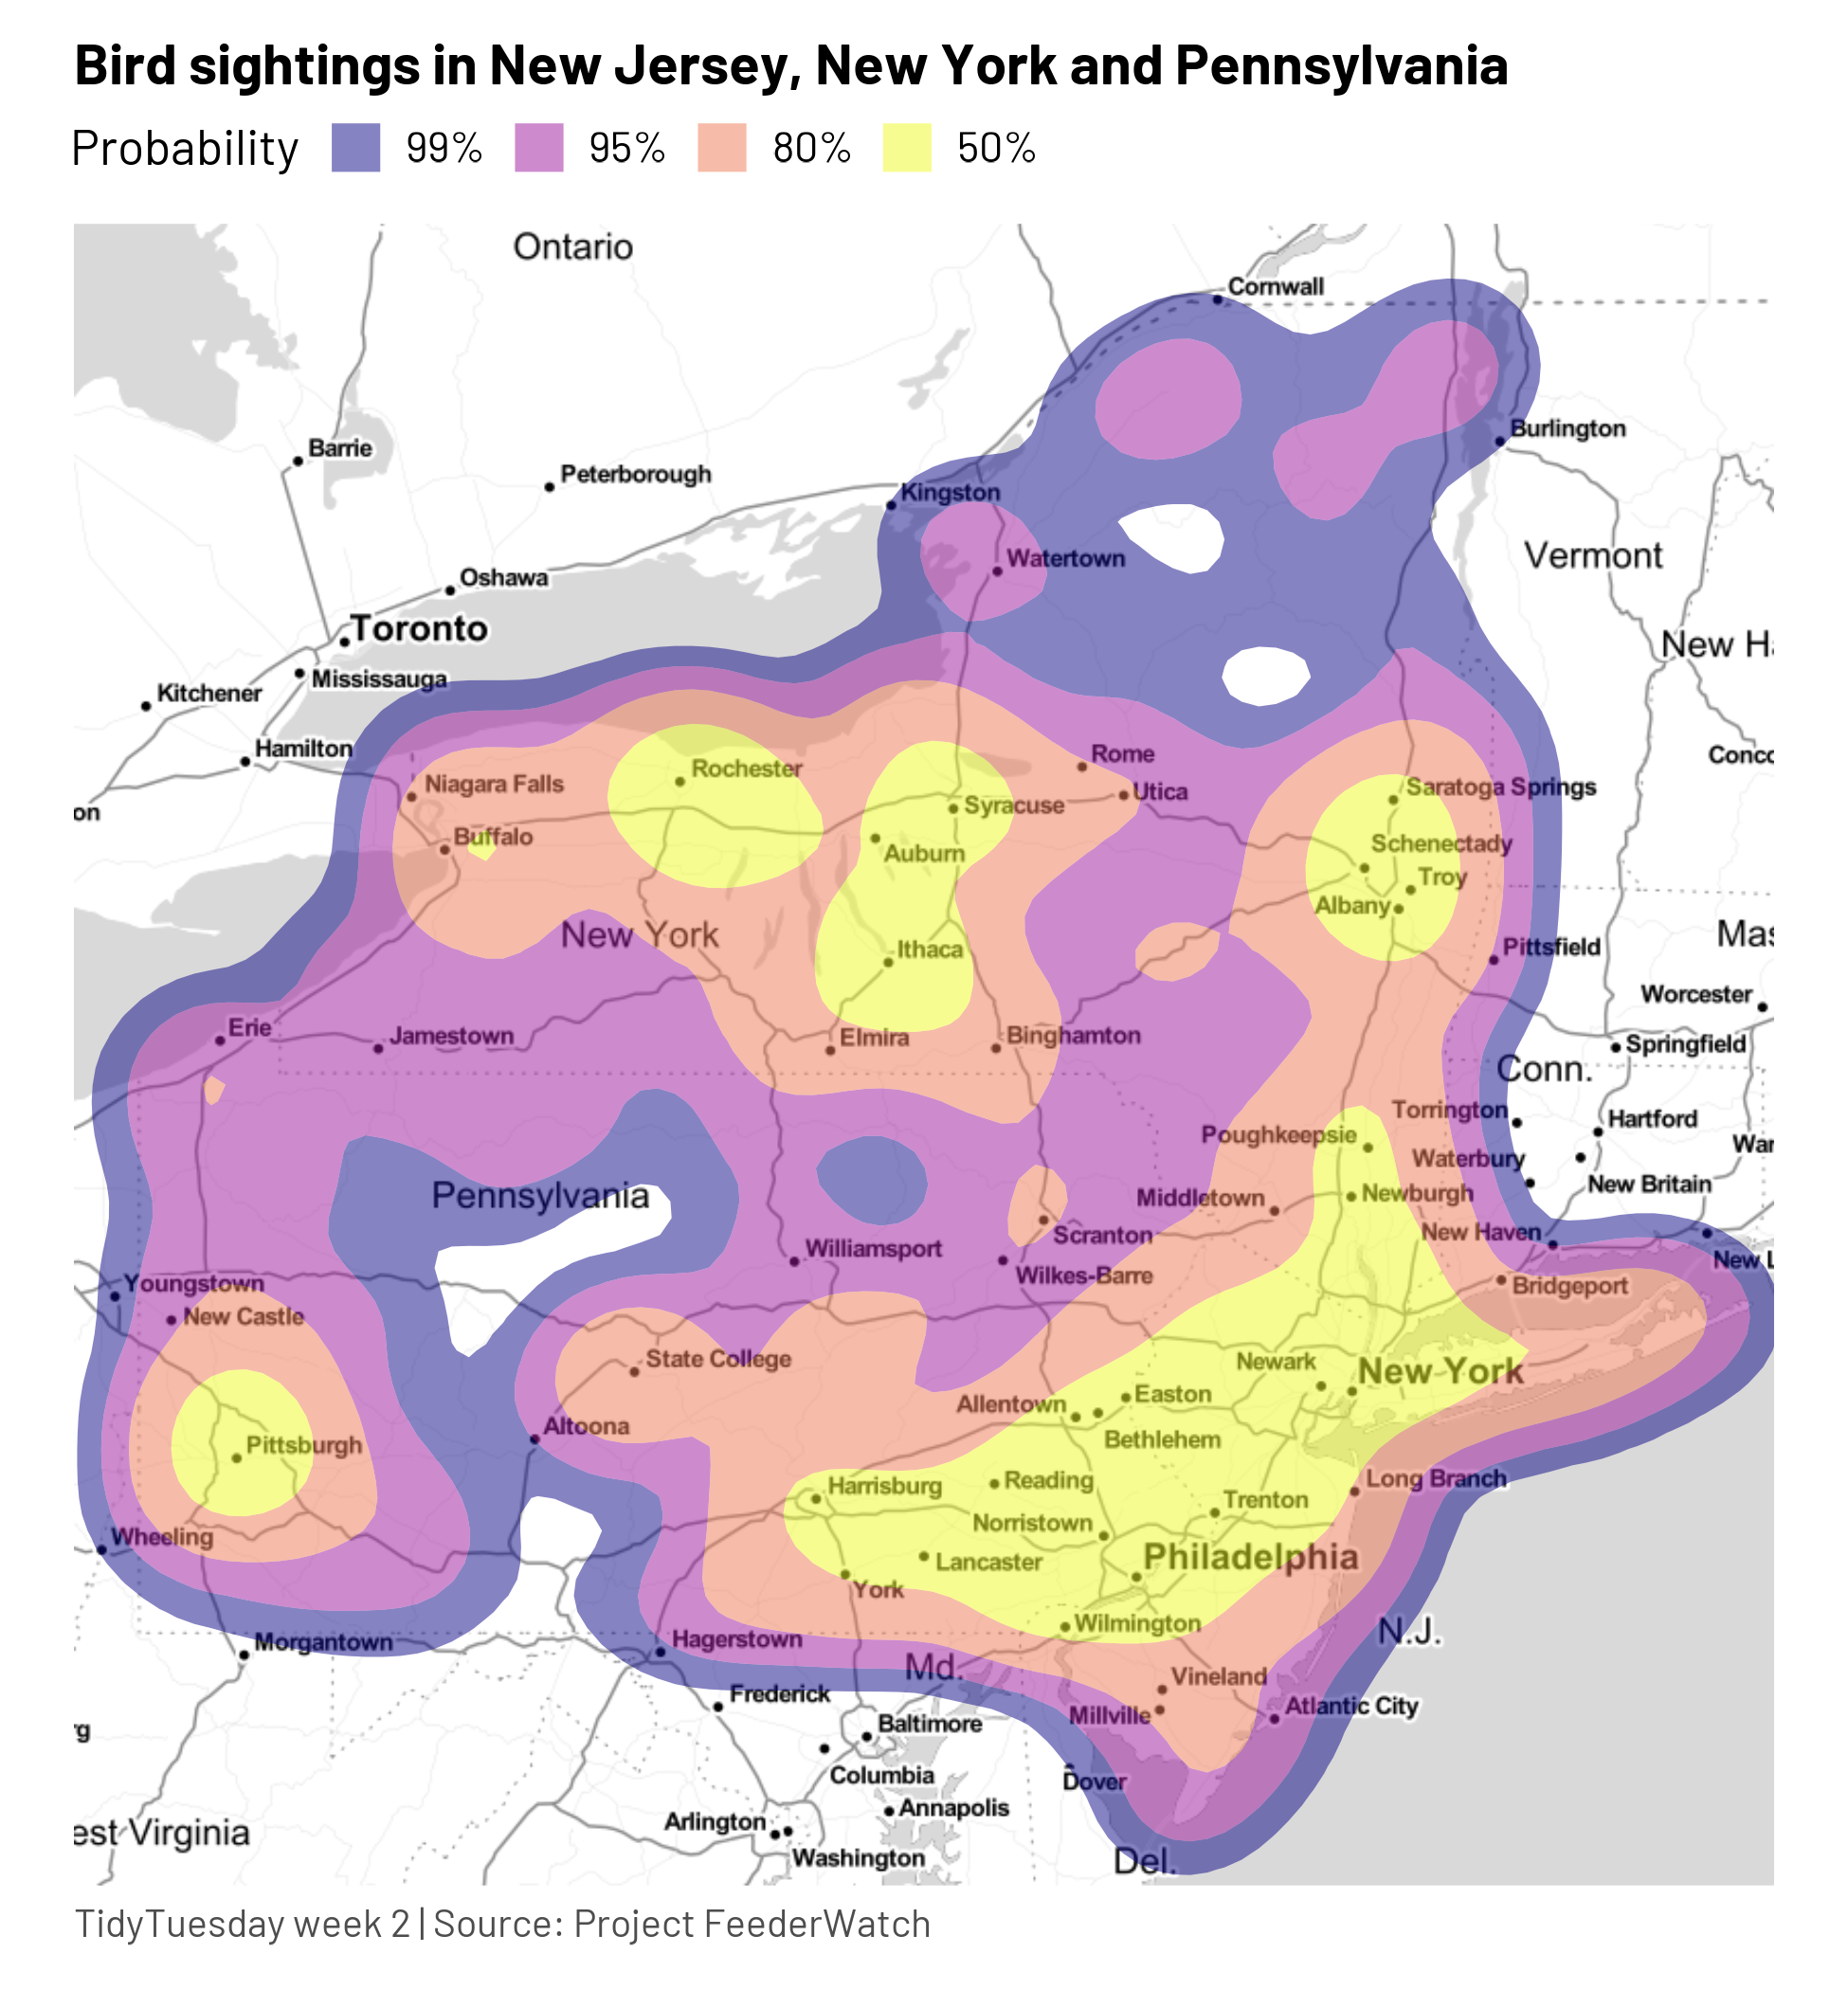 Bird sightings in New Jersey, New York and Pennsylvania
Probability 99% 95% 80% 50%
Ontario
Cornwall
Burlington
Barrie
Peterborough
Kingston
Watertown
Vermont
Oshawa
Toronto
New Ha
Mississauga
Kitchener
Hamilton
Rome
Conco
Niagara Falls
Rochester
Saratoga Springs
Utica
on
Syracuse
Buffalo
Schenectady
Auburn
Troy
Albany
New York
Mas
Ithaca
Pittsfield
Worcester
Erie
Jamestown
Elmira
Binghamton
Springfield
Conn.
Torrington
Hartford
Poughkeepsie
War
Waterbury
New Britain
Pennsylvania
Middletown
Newburgh
New Haven
Scranton
Williamsport
New L
Wilkes-Barre
Youngstown
Bridgeport
New Castle
State College
Newark
New York
Easton
Allentown
Altoona
Bethlehem
Pittsburgh
Harrisburg
Reading
Long Branch
Trenton
Norristown
Wheeling
Philadelphia
Lancaster
York
Wilmington
N.J.
Morgantown
Hagerstown
Md.
Vineland
Frederick
Atlantic City
Millville
Baltimore
rg
Columbia
Dover
Annapolis
Arlington
est Virginia
Washington
Del.
TidyTuesday week 2 | Source: Project FeederWatch